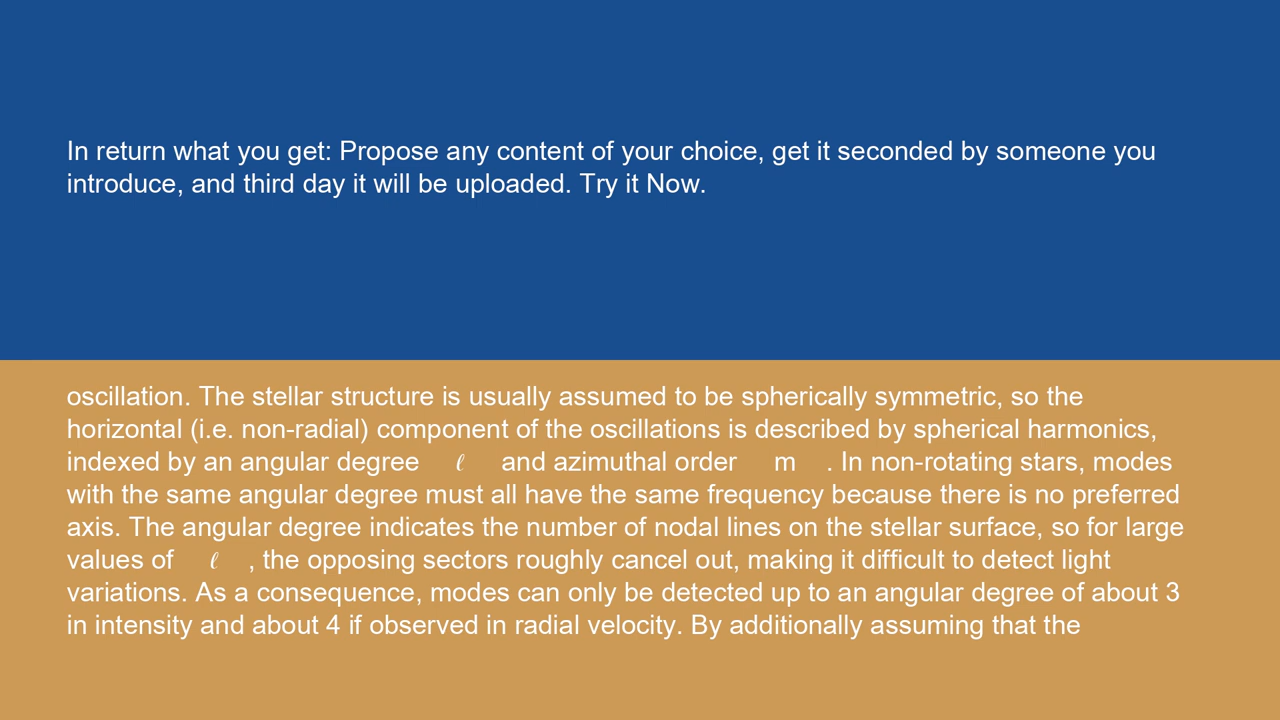 In return what you get: Propose any content of your choice, get it seconded by someone you
introduce, and third day it will be uploaded. Try it Now.
oscillation. The stellar structure is usually assumed to be spherically symmetric, so the
horizontal (i.e. non-radial) component of the oscillations is described by spherical harmonics,
indexed by an angular degree ℓ and azimuthal order m . In non-rotating stars, modes
with the same angular degree must all have the same frequency because there is no preferred
axis. The angular degree indicates the number of nodal lines on the stellar surface, so for large
values of ℓ , the opposing sectors roughly cancel out, making it difficult to detect light
variations. As a consequence, modes can only be detected up to an angular degree of about 3
in intensity and about 4 if observed in radial velocity. By additionally assuming that the